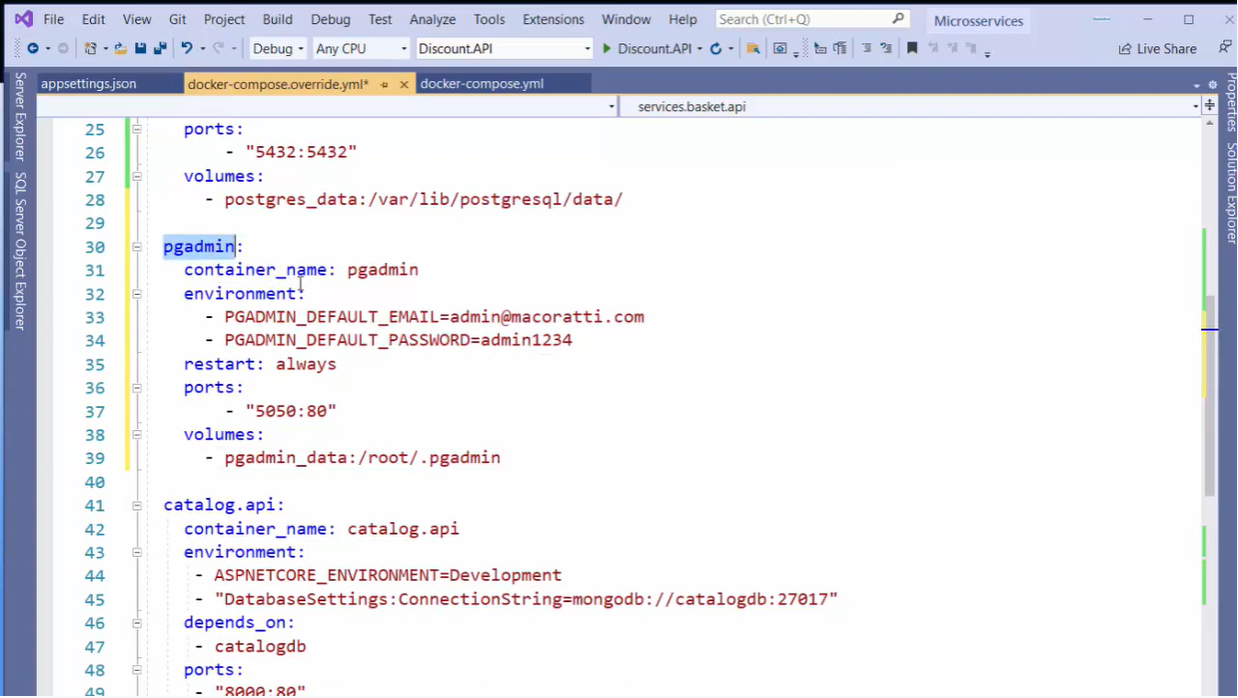 File Edit View Git Project Build Debug Test Analyze Tools Extensions Window Help Search (Ctrl+Q) Microsservices
Debug Any CPU Discount.API Discount.API Live Share
appsettings.json docker-compose.override.yml* docker-compose.yml
services.basket.api
Server Explorer
SQL Server Object Explorer
Properties
Solution Explorer
25 ports:
26 - "5432:5432"
27 volumes:
28 - postgres_data:/var/lib/postgresql/data/
29
30 pgadmin:
31 container_name: pgadmin
32 environment:
33 - PGADMIN_DEFAULT_EMAIL=admin@macoratti.com
34 - PGADMIN_DEFAULT_PASSWORD=admin1234
35 restart: always
36 ports:
37 - "5050:80"
38 volumes:
39 - pgadmin_data:/root/.pgadmin
40
41 catalog.api:
42 container_name: catalog.api
43 environment:
44 - ASPNETCORE_ENVIRONMENT=Development
45 - "DatabaseSettings:ConnectionString=mongodb://catalogdb:27017"
46 depends_on:
47 - catalogdb
48 ports:
49 - "8000:80"